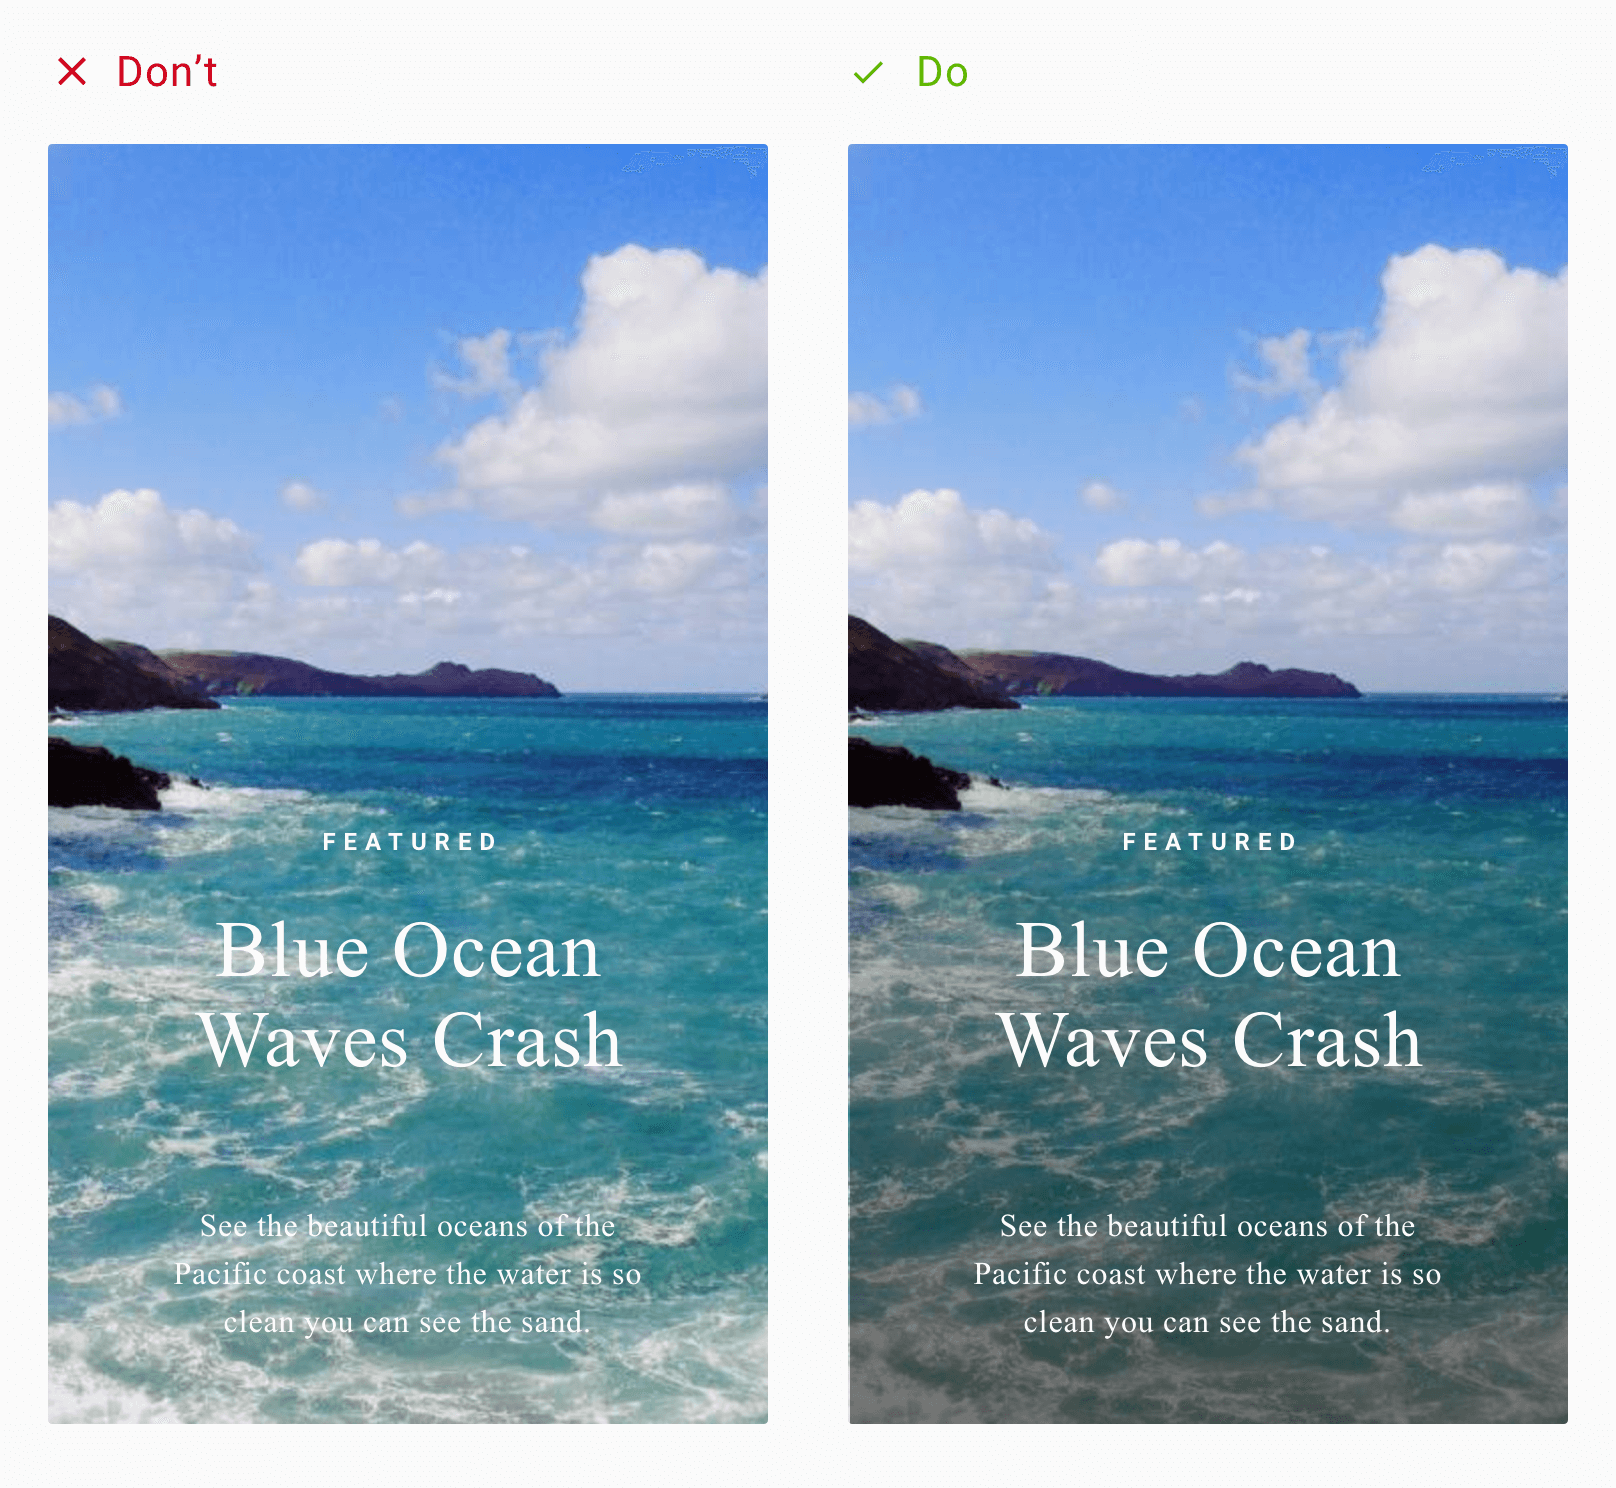 Don’t
FEATURED
Blue Ocean
Waves Crash
See the beautiful oceans of the
Pacific coast where the water is so
clean you can see the sand.
Do
FEATURED
Blue Ocean
Waves Crash
See the beautiful oceans of the
Pacific coast where the water is so
clean you can see the sand.